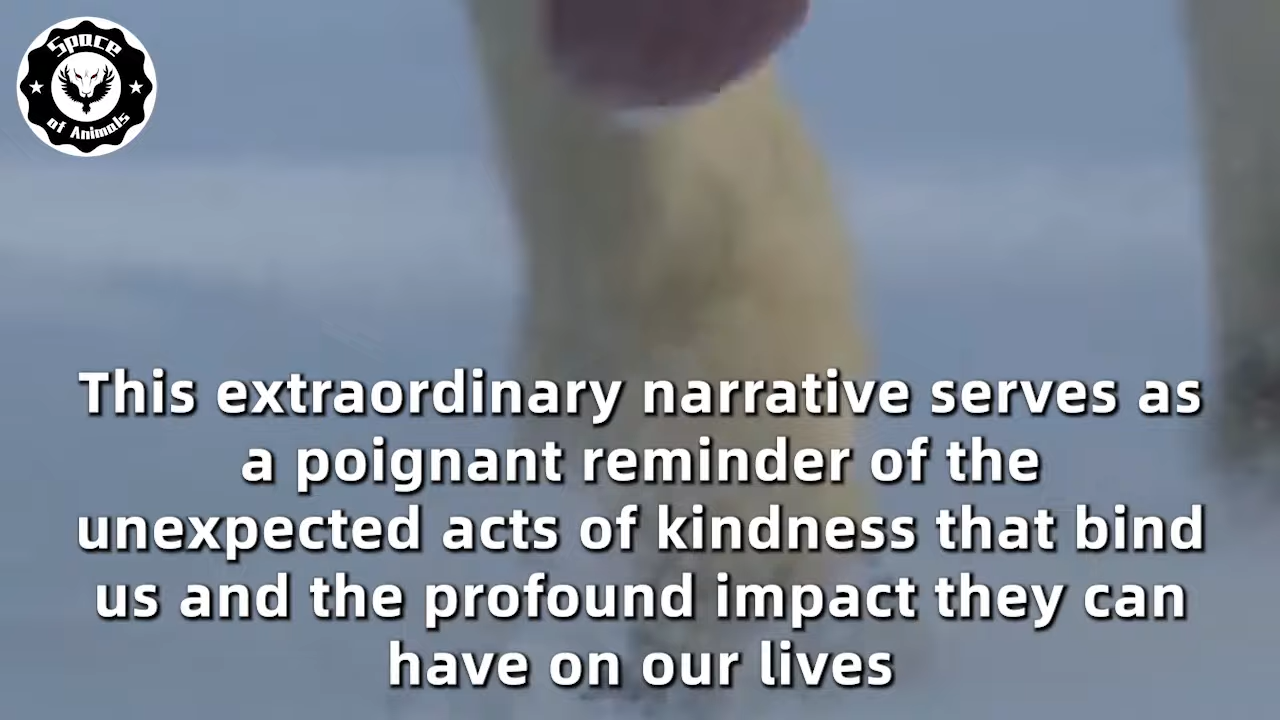 Space
of Animals
This extraordinary narrative serves as
a poignant reminder of the
unexpected acts of kindness that bind
us and the profound impact they can
have on our lives